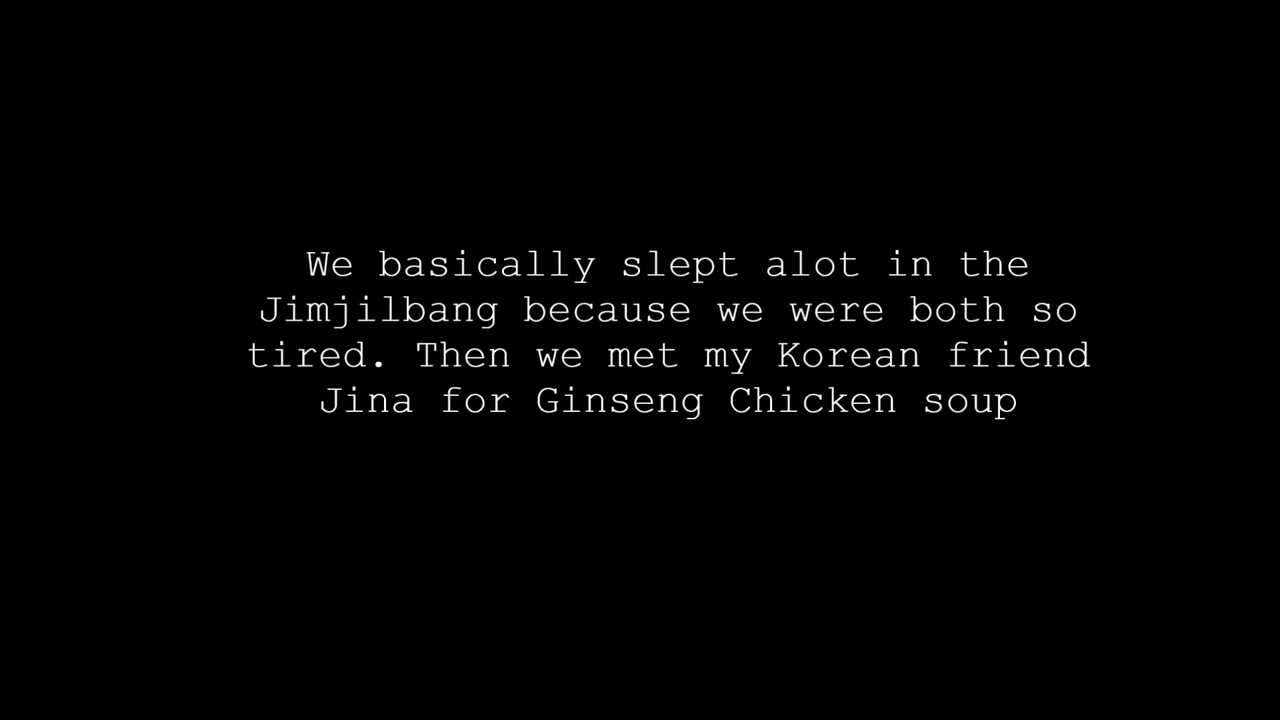 We basically slept alot in the
Jimjilbang because we were both so
tired. Then we met my Korean friend
Jina for Ginseng Chicken soup